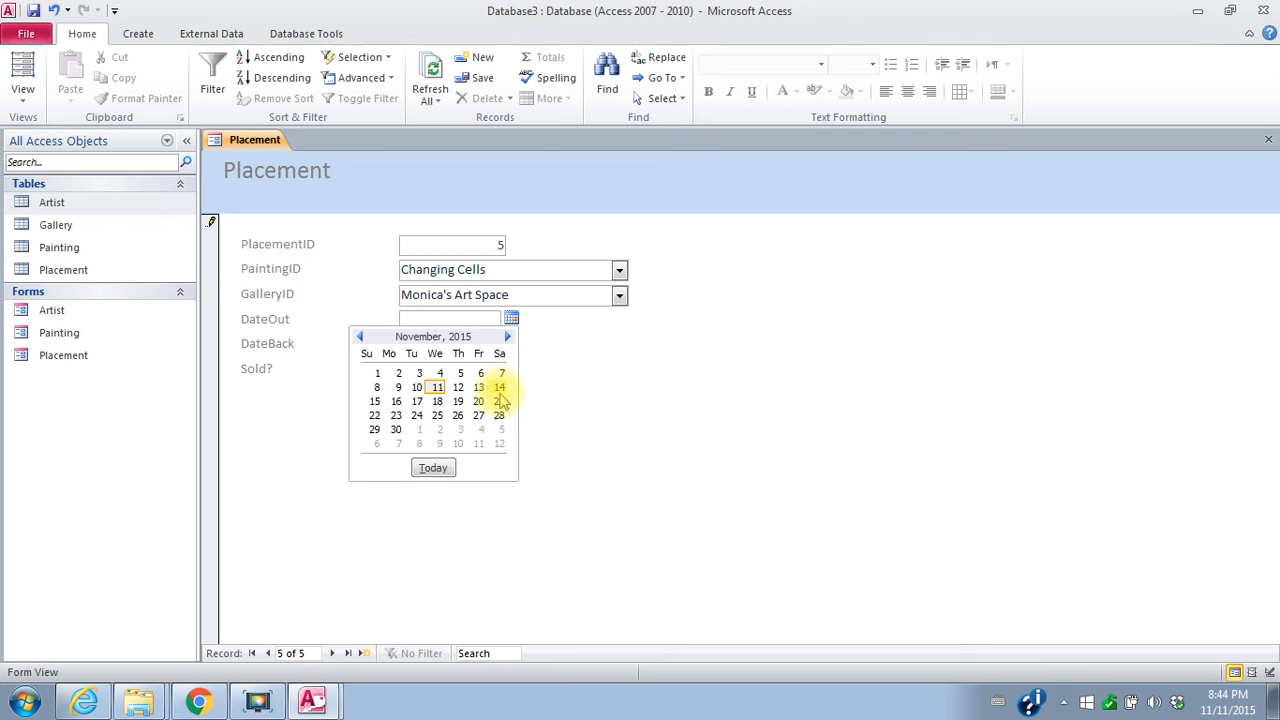 Database3 : Database (Access 2007 - 2010) - Microsoft Access
File Home Create External Data Database Tools
View
Views
Paste
Cut
Copy
Format Painter
Clipboard
Filter
Ascending
Descending
Remove Sort
Selection
Advanced
Toggle Filter
Sort & Filter
Refresh
All
New
Save
Delete
Totals
Spelling
More
Records
Find
Replace
Go To
Select
Find
B I U A
Text Formatting
All Access Objects
Search...
Tables
Artist
Gallery
Painting
Placement
Forms
Artist
Painting
Placement
Placement
Placement
PlacementID 5
PaintingID Changing Cells
GalleryID Monica's Art Space
DateOut
DateBack
Sold?
November, 2015
Su Mo Tu We Th Fr Sa
1 2 3 4 5 6 7
8 9 10 11 12 13 14
15 16 17 18 19 20
22 23 24 25 26 27 28
29 30 1 2 3 4 5
6 7 8 9 10 11 12
Today
Record: 5 of 5 No Filter Search
Form View
8:44 PM
11/11/2015